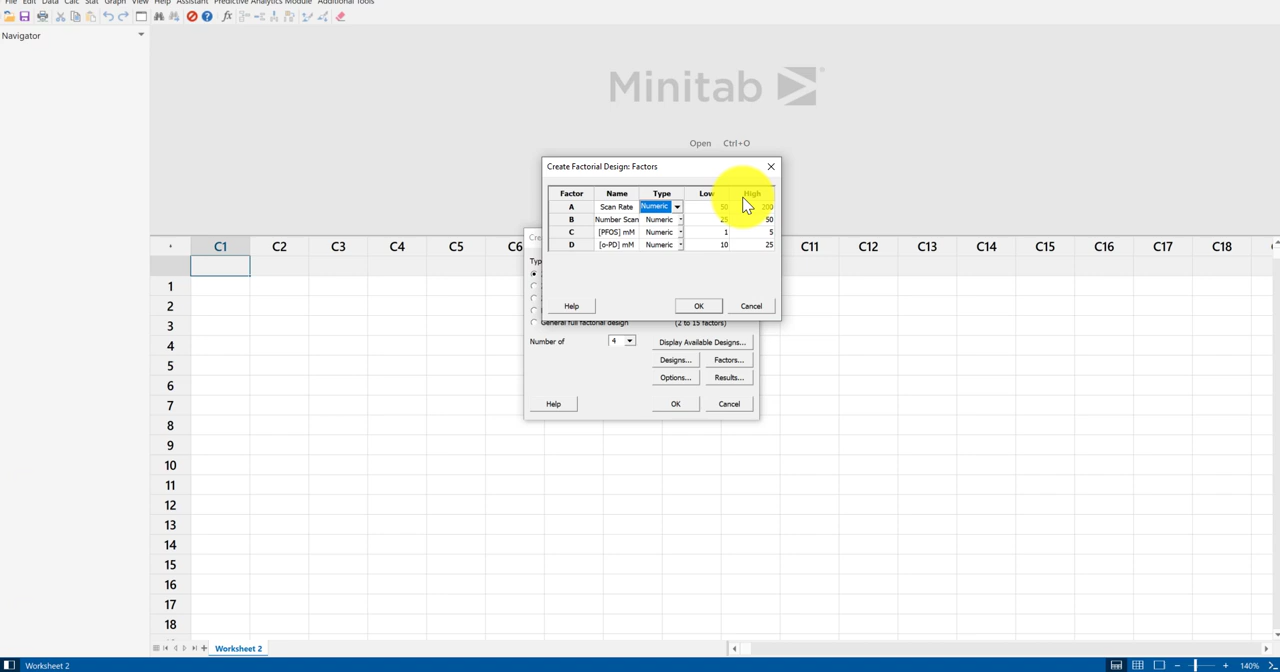 File Edit Data Calc Stat Graph View Help Assistant Predictive Analytics Module Additional Tools
Navigator
Minitab
Open Ctrl+O
Create Factorial Design: Factors
Factor Name Type Low High
A Scan Rate Numeric 50 200
B Number Scan Numeric 25 50
C [PFOS] mM Numeric 1 5
D [o-PD] mM Numeric 10 25
Help OK Cancel
C1 C2 C3 C4 C5 C6 C11 C12 C13 C14 C15 C16 C17 C18
General full factorial design (2 to 15 factors)
Number of 4 Display Available Designs...
Designs... Factors...
Options... Results...
Help OK Cancel
1
2
3
4
5
6
7
8
9
10
11
12
13
14
15
16
17
18
Worksheet 2
Worksheet 2 140%